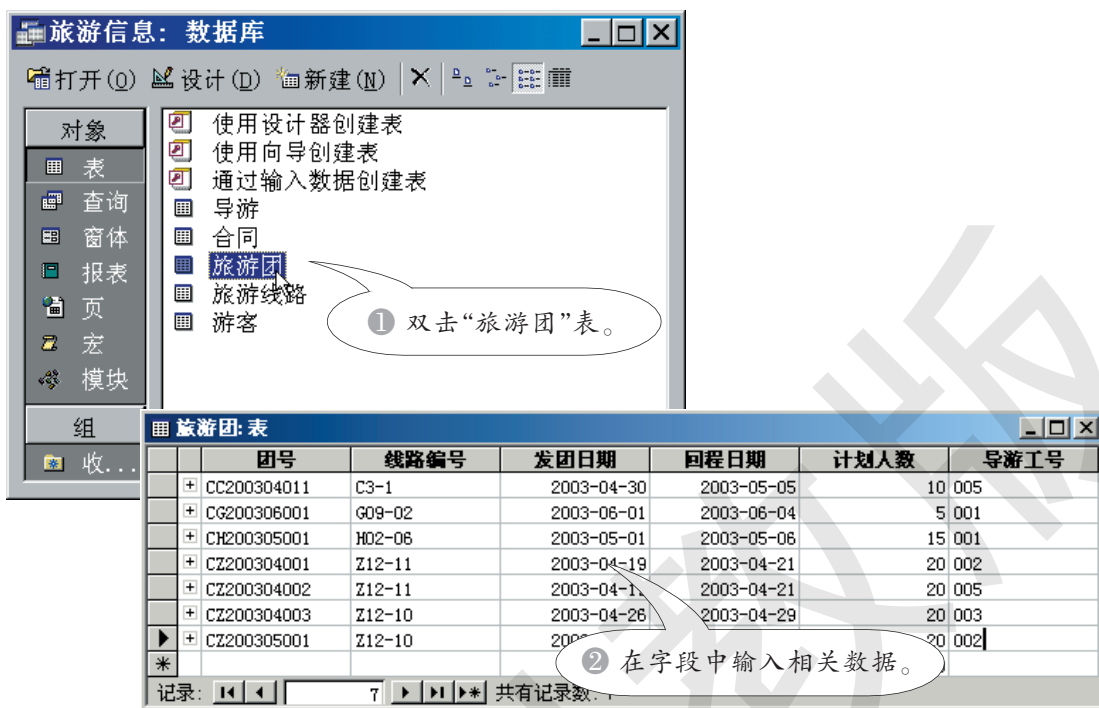 旅游信息: 数据库
打开(O) 设计(D) 新建(N)
对象
表
查询
窗体
报表
页
宏
模块
组
收...
使用设计器创建表
使用向导创建表
通过输入数据创建表
导游
合同
旅游团
旅游线路
游客
❶ 双击“旅游团”表。
旅游团: 表
团号 线路编号 发团日期 回程日期 计划人数 导游工号
CC200304011 C3-1 2003-04-30 2003-05-05 10 005
CG200306001 G09-02 2003-06-01 2003-06-04 5 001
CH200305001 H02-06 2003-05-01 2003-05-06 15 001
CZ200304001 Z12-11 2003-04-19 2003-04-21 20 002
CZ200304002 Z12-11 2003-04-21 20 005
CZ200304003 Z12-10 2003-04-26 2003-04-29 20 003
CZ200305001 Z12-10 20 002
❷ 在字段中输入相关数据。
记录: 7 共有记录数: